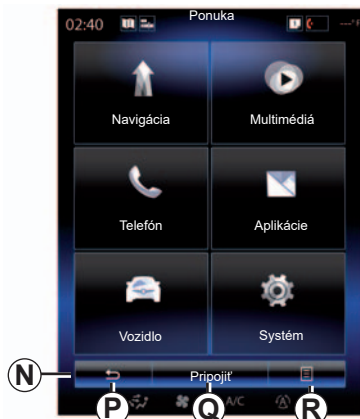 Ponuka
02:40
Navigácia Multimédiá
Telefón Aplikácie
Vozidlo Systém
N Pripojiť
P Q A/C R